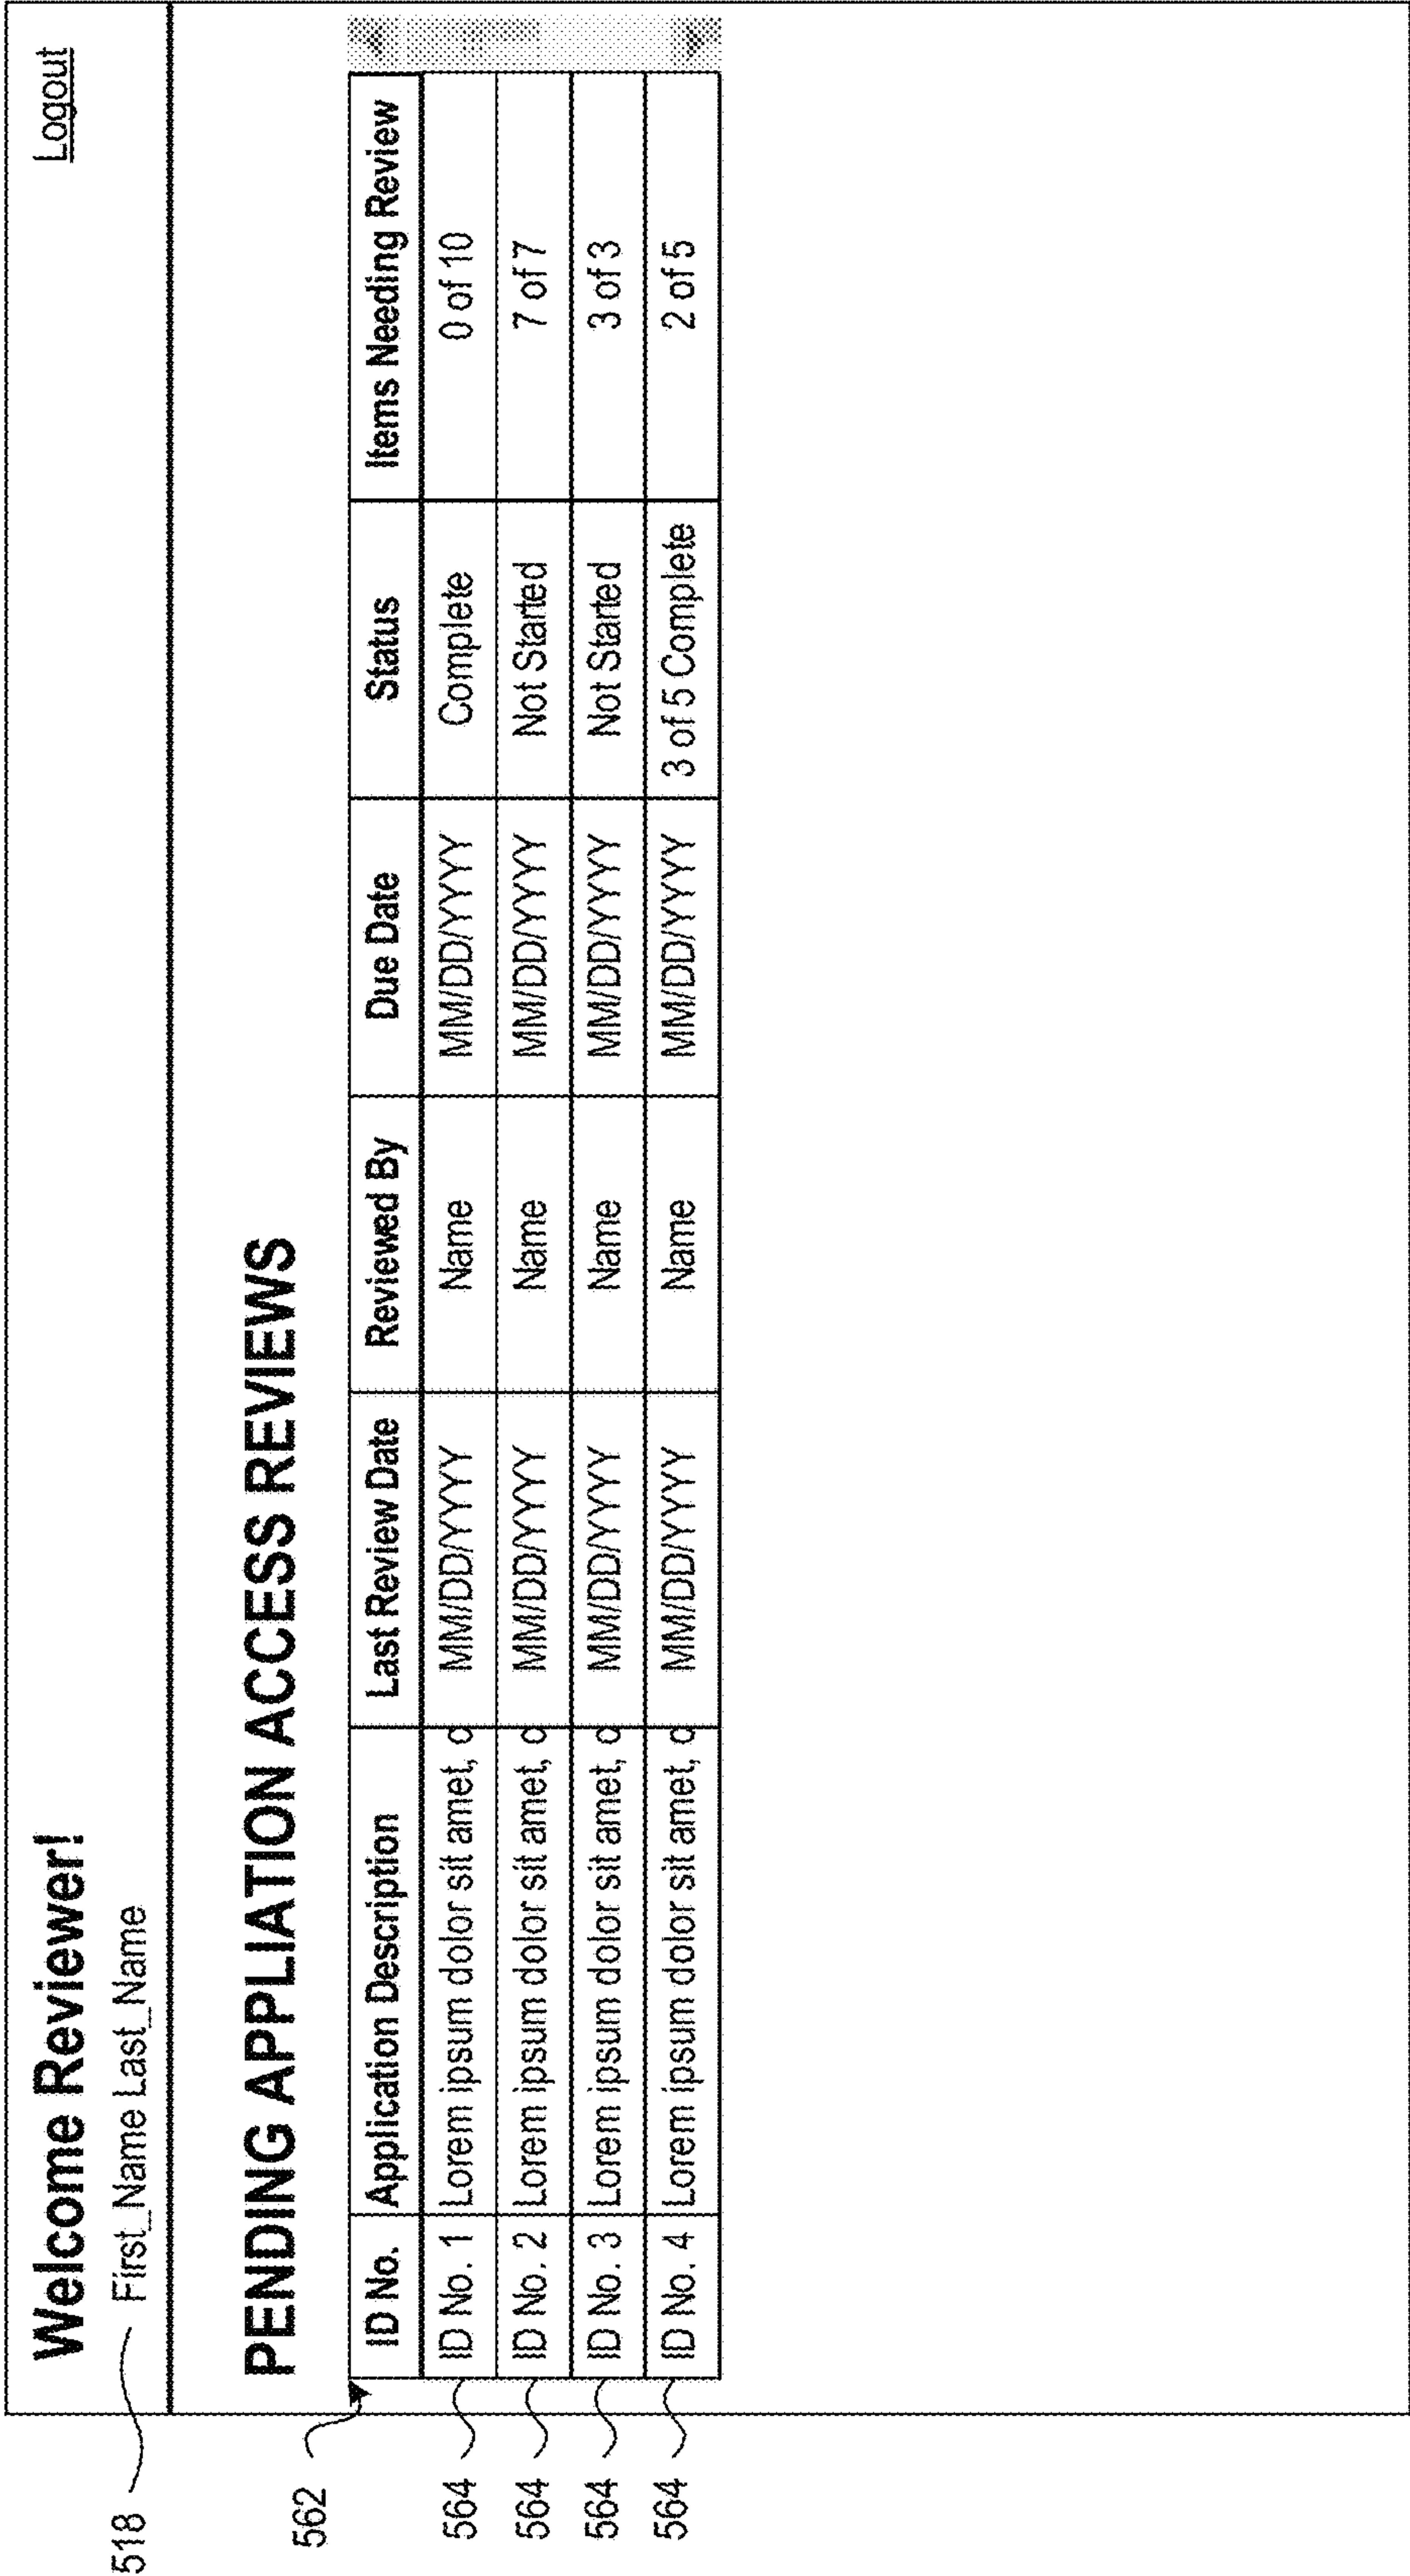 Welcome Reviewer! Logout
518 First_Name Last_Name
PENDING APPLIATION ACCESS REVIEWS
562
ID No. Application Description Last Review Date Reviewed By Due Date Status Items Needing Review
564 ID No. 1 Lorem ipsum dolor sit amet, c MM/DD/YYYY Name MM/DD/YYYY Complete 0 of 10
564 ID No. 2 Lorem ipsum dolor sit amet, c MM/DD/YYYY Name MM/DD/YYYY Not Started 7 of 7
564 ID No. 3 Lorem ipsum dolor sit amet, c MM/DD/YYYY Name MM/DD/YYYY Not Started 3 of 3
564 ID No. 4 Lorem ipsum dolor sit amet, c MM/DD/YYYY Name MM/DD/YYYY 3 of 5 Complete 2 of 5